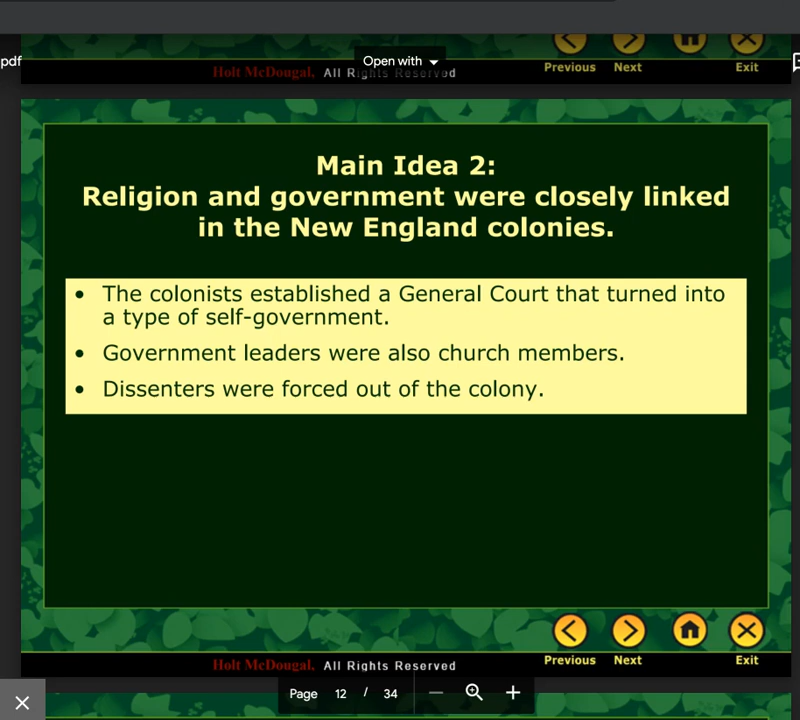 pdf
Open with
Holt McDougal, All Rights Reserved
Previous Next Exit
Main Idea 2:
Religion and government were closely linked
in the New England colonies.
• The colonists established a General Court that turned into
a type of self-government.
• Government leaders were also church members.
• Dissenters were forced out of the colony.
Previous Next Exit
Holt McDougal, All Rights Reserved
Page 12 / 34